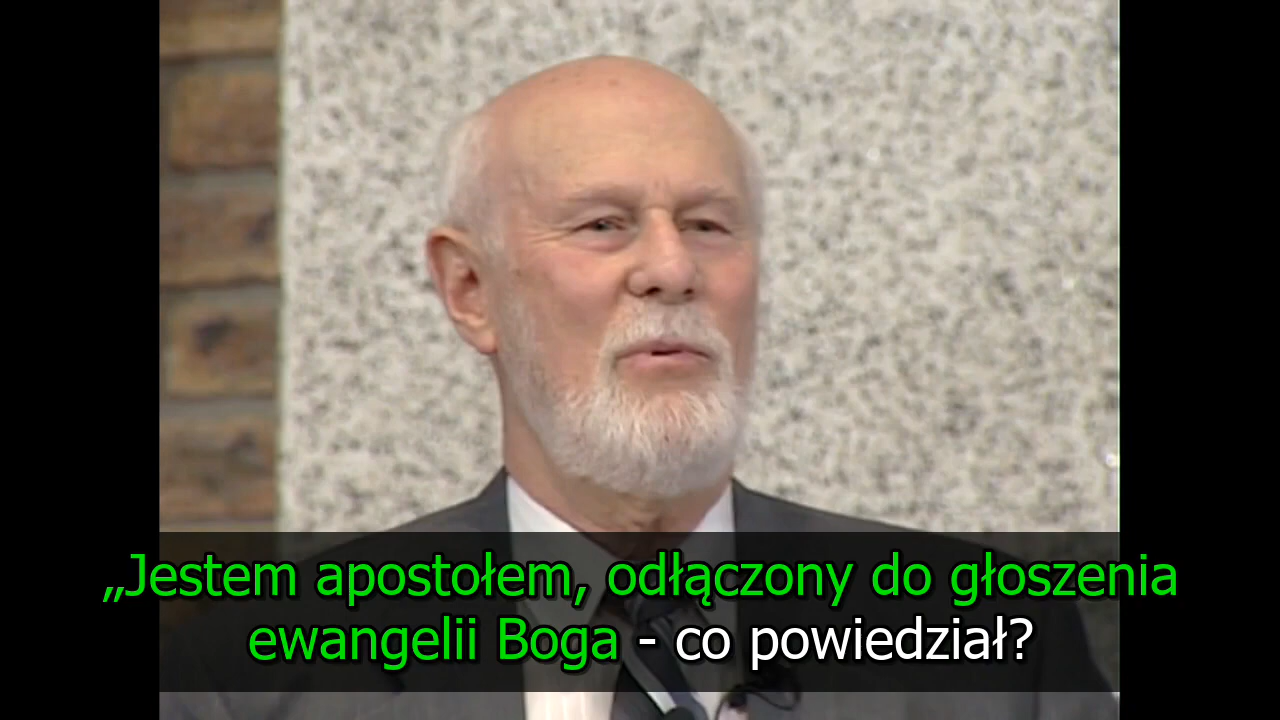 „Jestem apostołem, odłączony do głoszenia
ewangelii Boga - co powiedział?